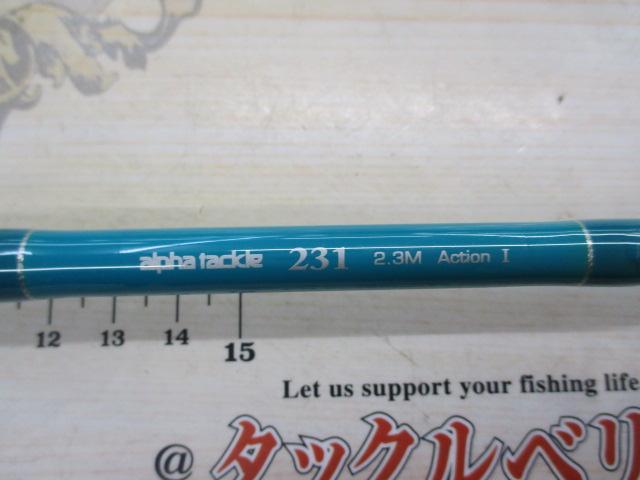 alpha tackle 231 2.3M Action I
12 13 14 15
Let us support your fishing life
@タックルベリ